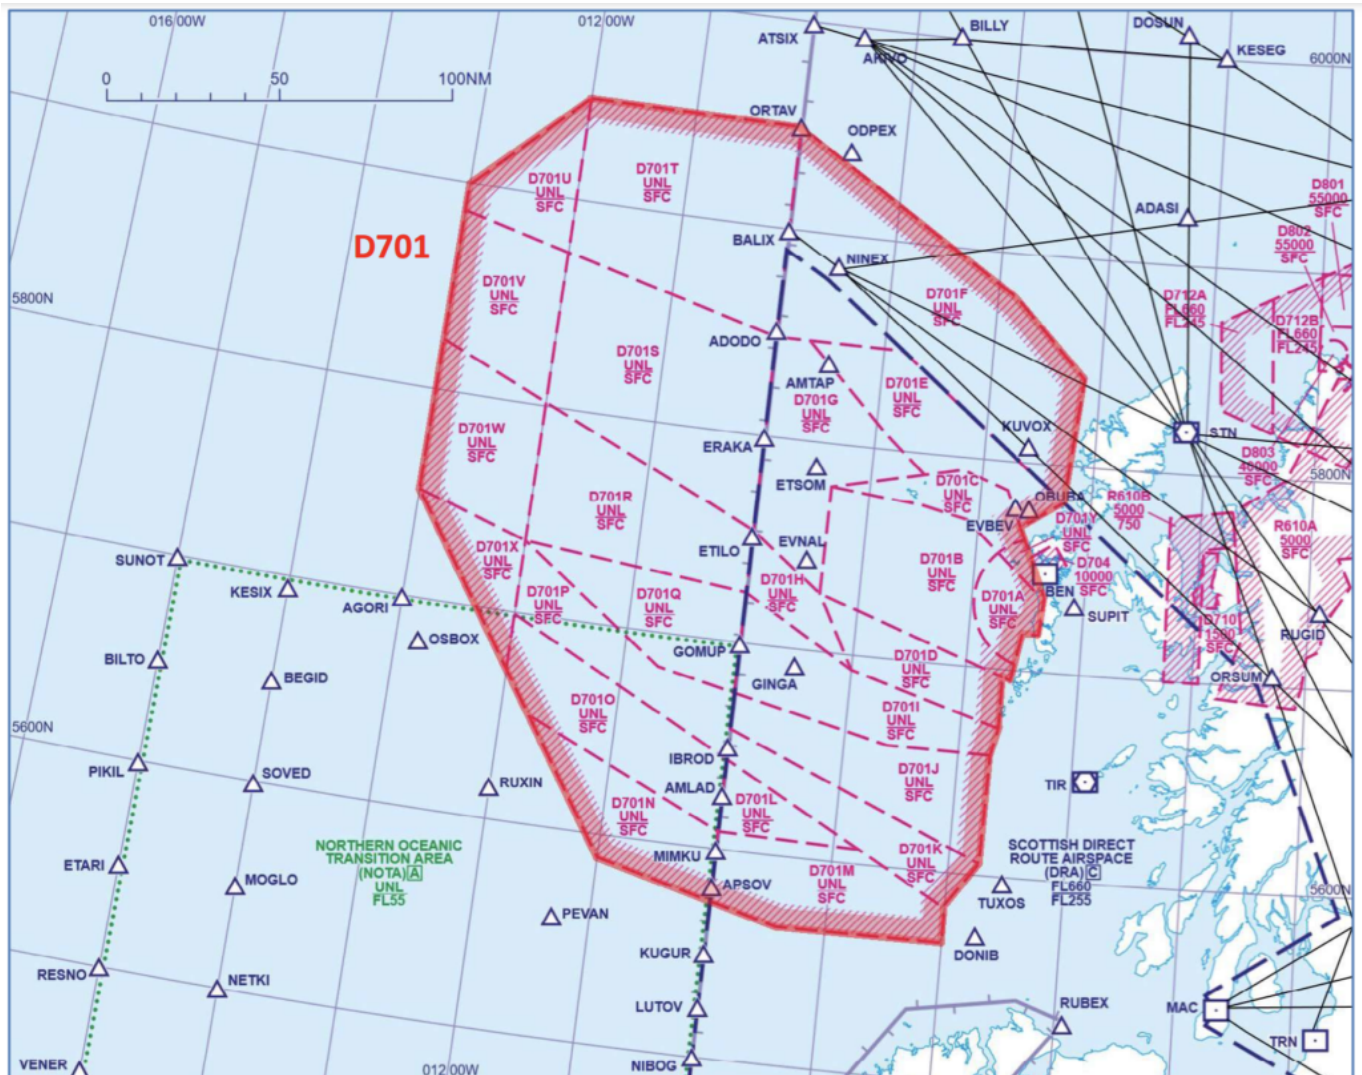 016 00W
012 00W
DOSUN
BILLY
ATSIX
AKIVO
KESEG
6000N
0
50
100NM
ORTAV
ODPEX
D701T
UNL
SFC
D701U
UNL
SFC
D801
55000
SFC
ADASI
D802
55000
SFC
D701
BALIX
NINEX
D701V
UNL
SFC
D701F
UNL
SFC
D712A
FL660
FL245
5800N
D712B
FL660
FL245
ADODO
D701S
UNL
SFC
AMTAP
D701G
UNL
SFC
D701E
UNL
SFC
D701W
UNL
SFC
KUVOX
STN
ERAKA
D803
46000
SFC
5800N
ETSOM
D701C
UNL
SFC
D701R
UNL
SFC
OBUBA
R610B
5000
750
EVBEV
D701Y
UNL
SFC
R610A
5000
SFC
SUNOT
D701X
UNL
SFC
ETILO
EVNAL
D701B
UNL
SFC
D704
10000
SFC
KESIX
AGORI
D701P
UNL
SFC
D701Q
UNL
SFC
D701H
UNL
SFC
BEN
D701A
UNL
SFC
SUPIT
D710
1500
SFC
RUGID
OSBOX
BILTO
GOMUP
D701D
UNL
SFC
BEGID
GINGA
ORSUM
D701O
UNL
SFC
D701I
UNL
SFC
5600N
IBROD
PIKIL
SOVED
RUXIN
D701J
UNL
SFC
TIR
AMLAD
D701N
UNL
SFC
D701L
UNL
SFC
NORTHERN OCEANIC
TRANSITION AREA
(NOTA) A
UNL
FL55
SCOTTISH DIRECT
ROUTE AIRSPACE
(DRA) C
FL660
FL255
D701K
UNL
SFC
MIMKU
ETARI
D701M
UNL
SFC
MOGLO
APSOV
TUXOS
5600N
PEVAN
DONIB
KUGUR
RESNO
NETKI
RUBEX
LUTOV
MAC
TRN
VENER
012 00W
NIBOG